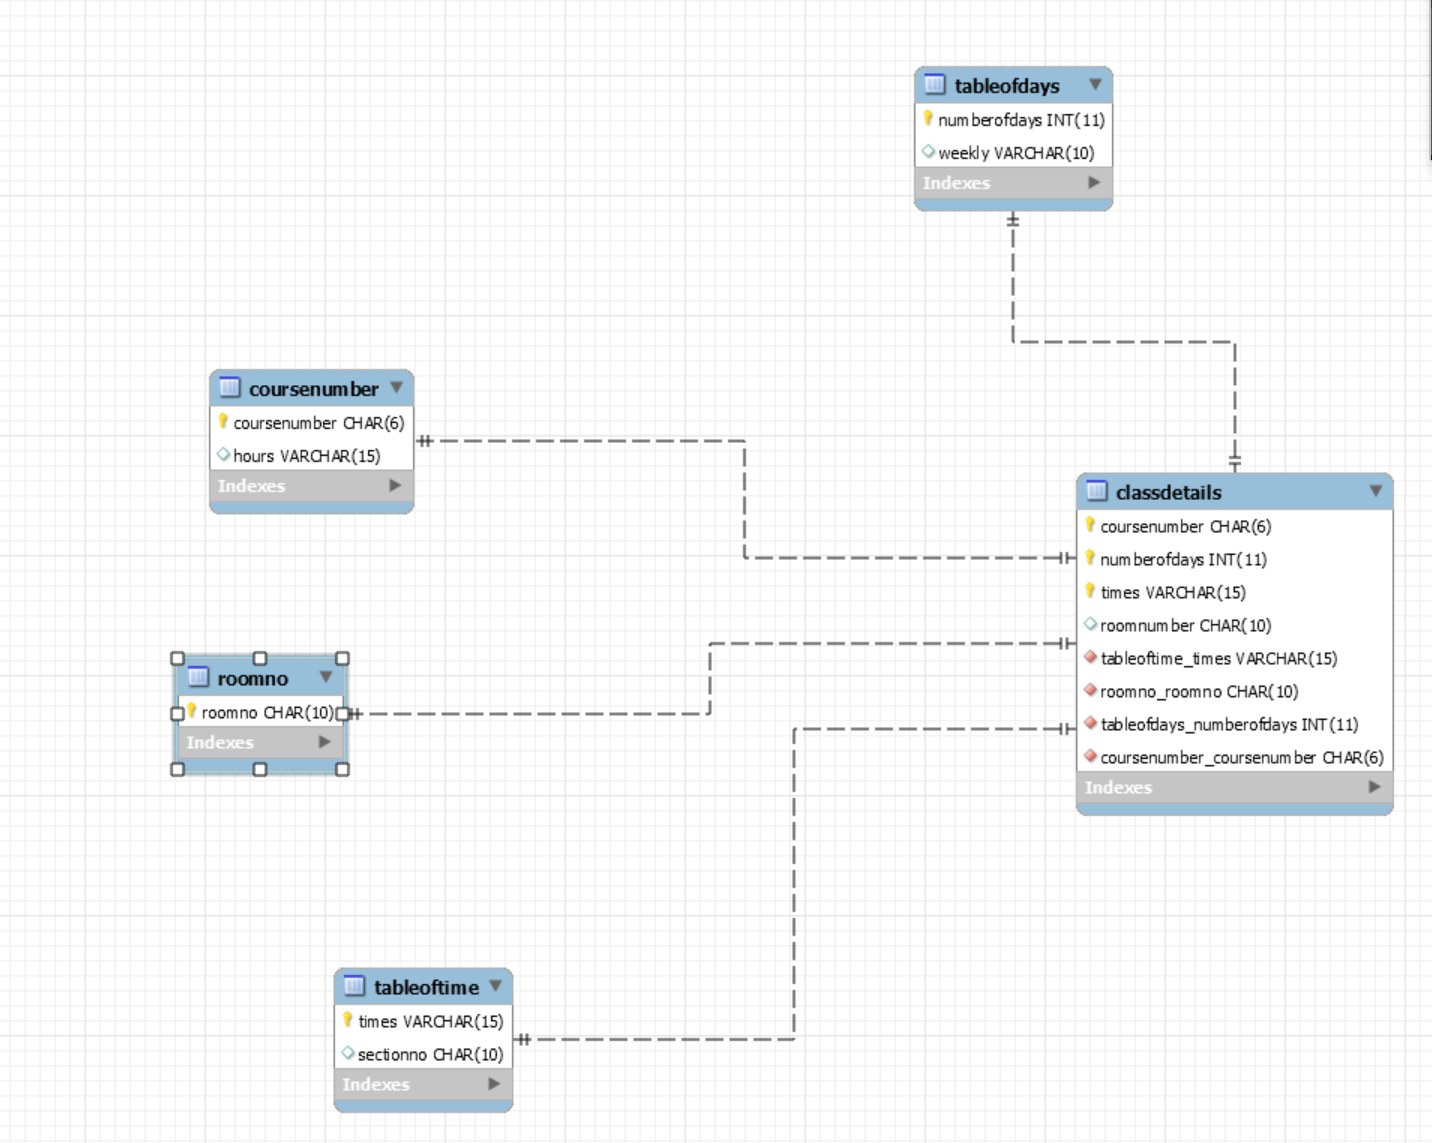 tableofdays
numberofdays INT(11)
weekly VARCHAR(10)
Indexes
coursenumber
coursenumber CHAR(6)
hours VARCHAR(15)
Indexes
classdetails
coursenumber CHAR(6)
numberofdays INT(11)
times VARCHAR(15)
roomnumber CHAR(10)
tableoftime_times VARCHAR(15)
roomno_roomno CHAR(10)
tableofdays_numberofdays INT(11)
coursenumber_coursenumber CHAR(6)
Indexes
roomno
roomno CHAR(10)
Indexes
tableoftime
times VARCHAR(15)
sectionno CHAR(10)
Indexes